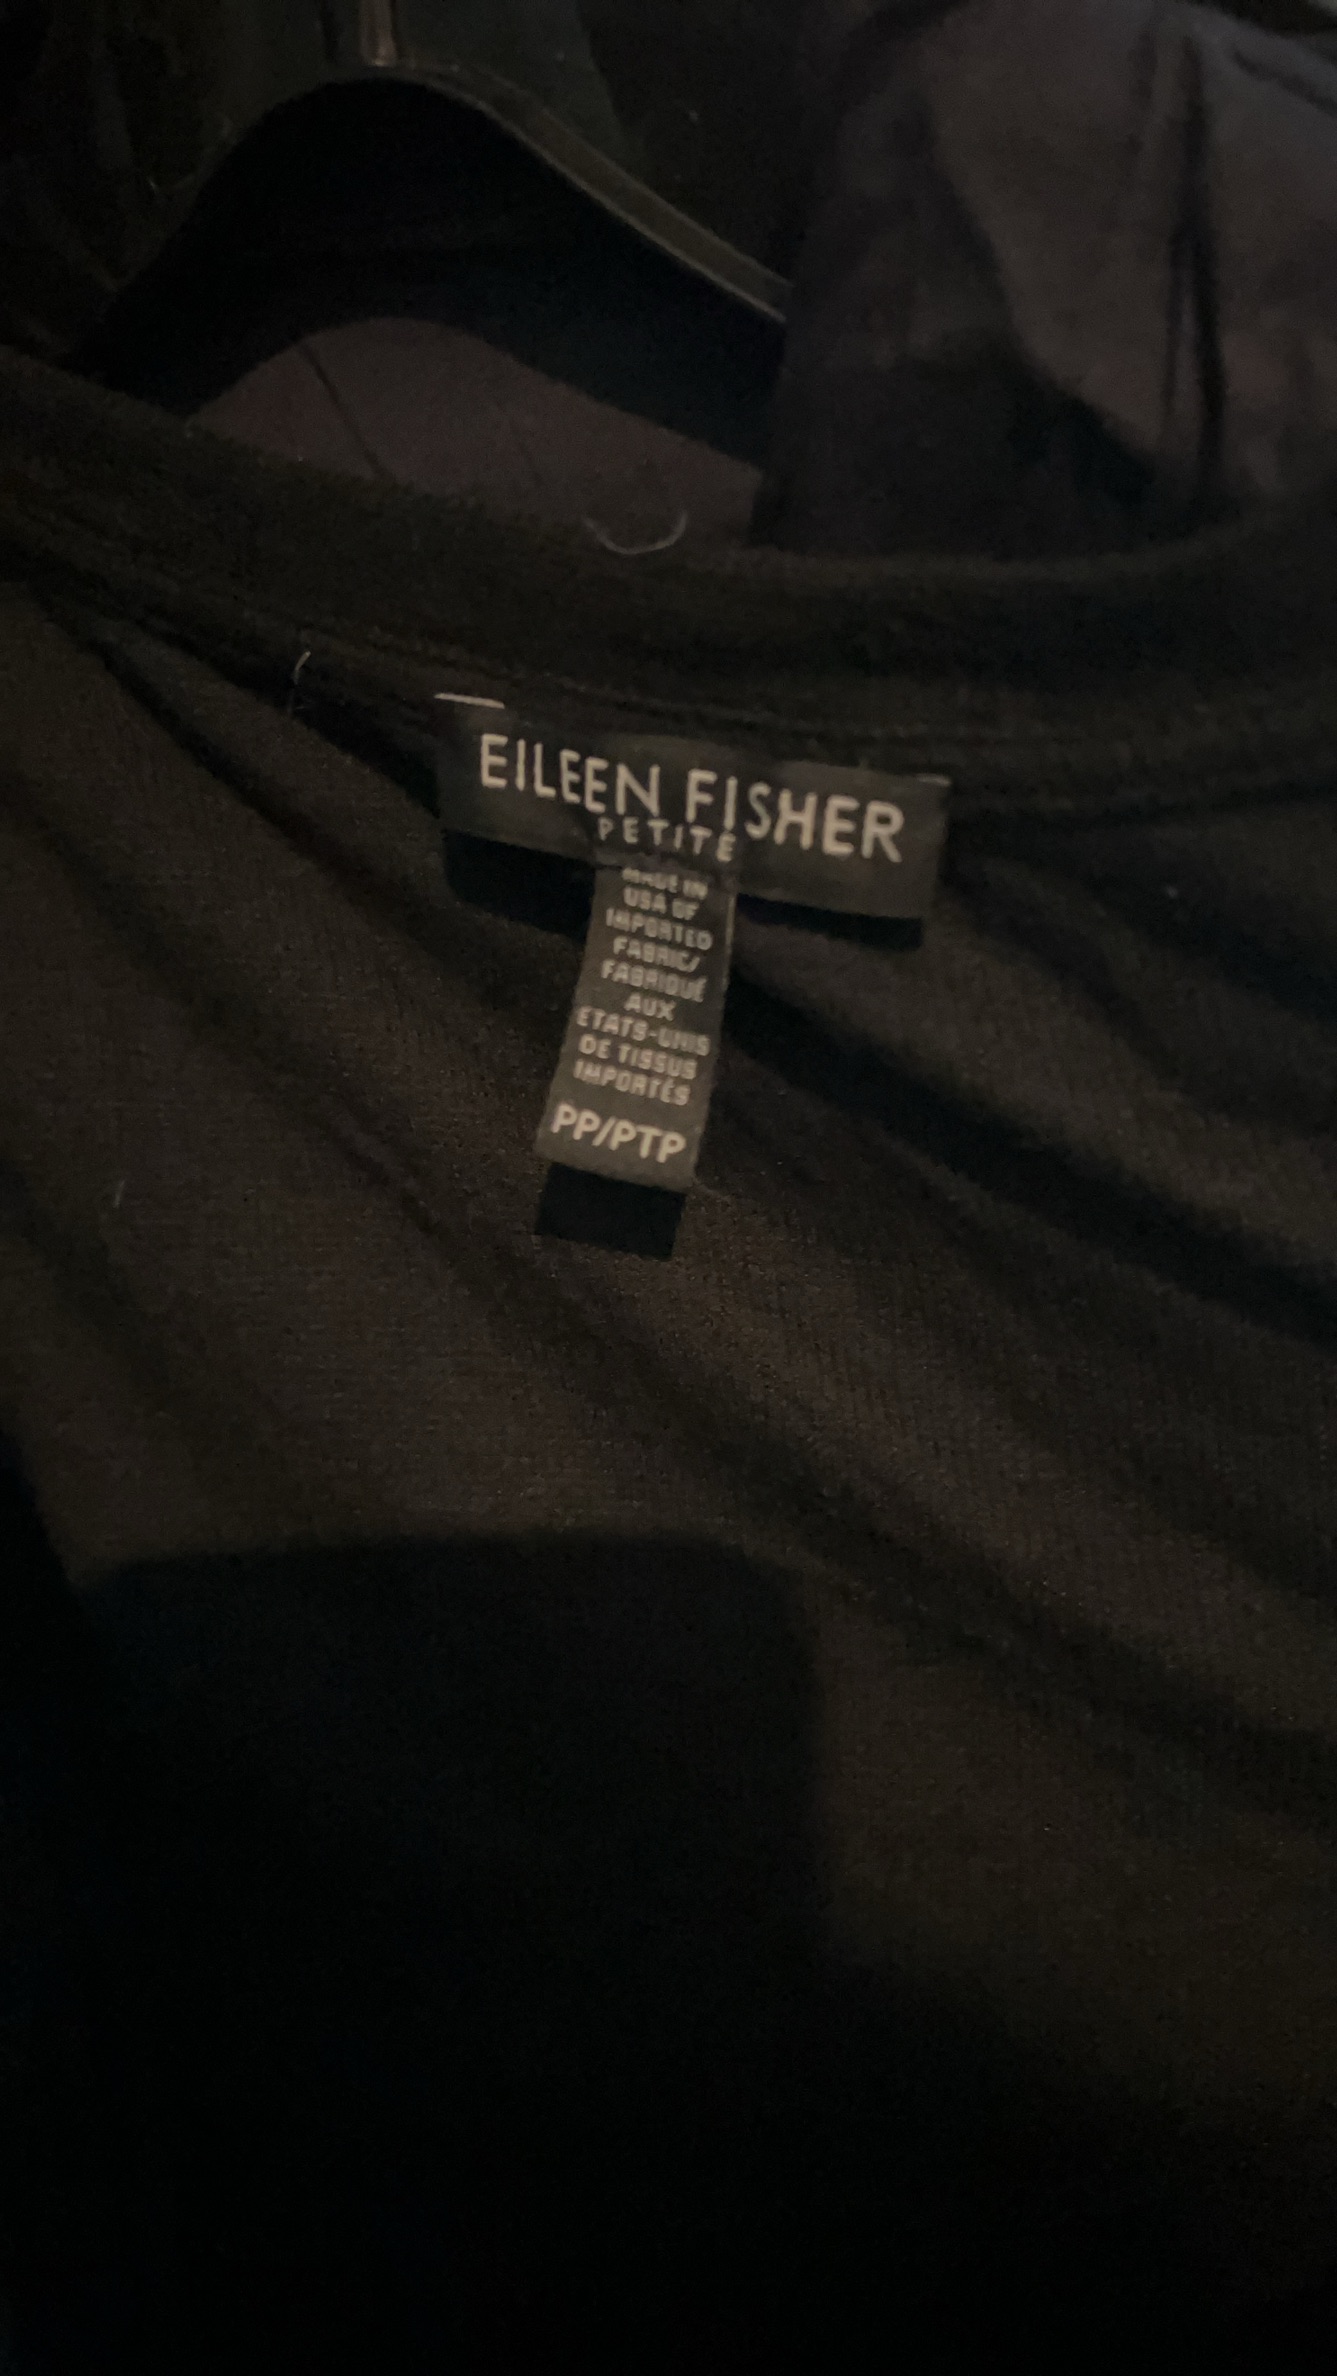 EILEEN FISHER
PETITE
MADE IN
USA OF
IMPORTED
FABRIC/
FABRIQUÉ
AUX
ETATS-UNIS
DE TISSUS
IMPORTÉS
PP/PTP